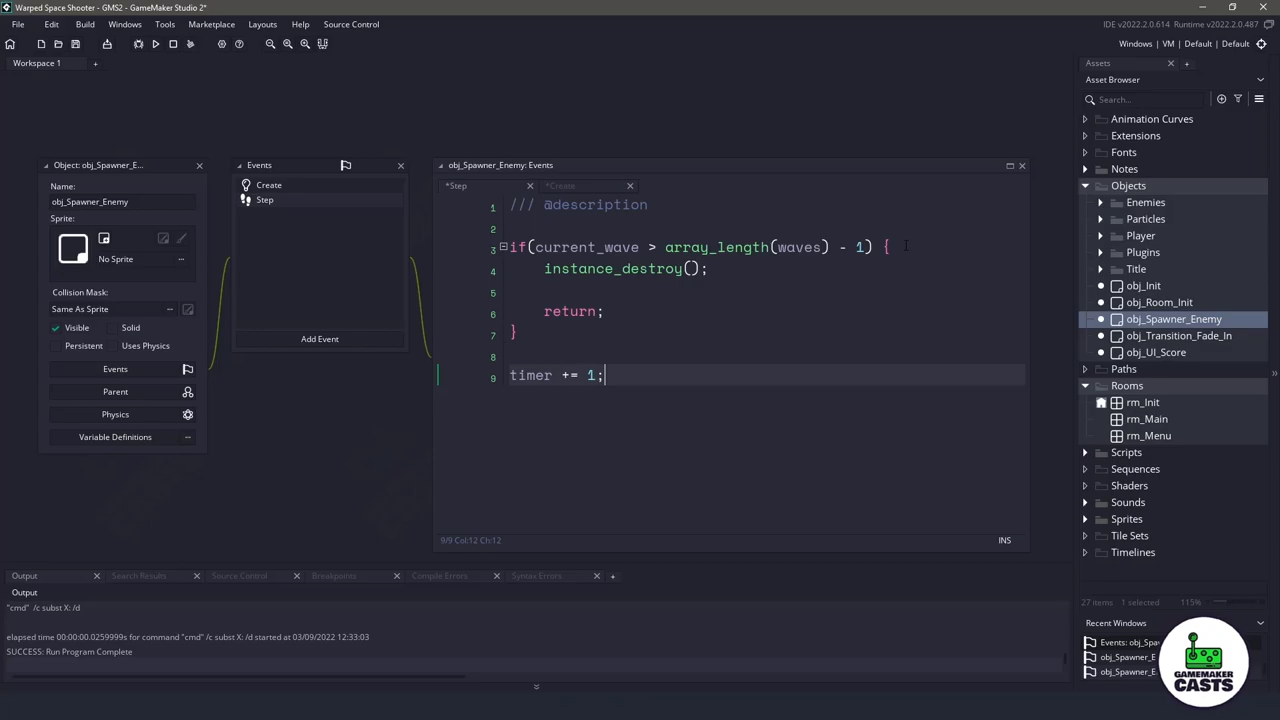 Warped Space Shooter - GMS2* - GameMaker Studio 2*
File Edit Build Windows Tools Marketplace Layouts Help Source Control
IDE v2022.2.0.614 Runtime v2022.2.0.487
Windows | VM | Default | Default
Workspace 1 +
Object: obj_Spawner_E...
Name:
obj_Spawner_Enemy
Sprite:
No Sprite ...
Collision Mask:
Same As Sprite ...
Visible Solid
Persistent Uses Physics
Events
Parent
Physics
Variable Definitions ...
Events
Create
Step
Add Event
obj_Spawner_Enemy: Events
*Step *Create
1 /// @description
2
3 if(current_wave > array_length(waves) - 1) {
4 instance_destroy();
5
6 return;
7 }
8
9 timer += 1;
9/9 Col:12 Ch:12 INS
Assets +
Asset Browser
Search...
Animation Curves
Extensions
Fonts
Notes
Objects
Enemies
Particles
Player
Plugins
Title
obj_Init
obj_Room_Init
obj_Spawner_Enemy
obj_Transition_Fade_In
obj_UI_Score
Paths
Rooms
rm_Init
rm_Main
rm_Menu
Scripts
Sequences
Shaders
Sounds
Sprites
Tile Sets
Timelines
27 items 1 selected 115%
Recent Windows
Events: obj_Spa
obj_Spawner_E
obj_Spawner_E
GAMEMAKER
CASTS
Output Search Results Source Control Breakpoints Compile Errors Syntax Errors +
Output
"cmd" /c subst X: /d
elapsed time 00:00:00.0259999s for command "cmd" /c subst X: /d started at 03/09/2022 12:33:03
SUCCESS: Run Program Complete